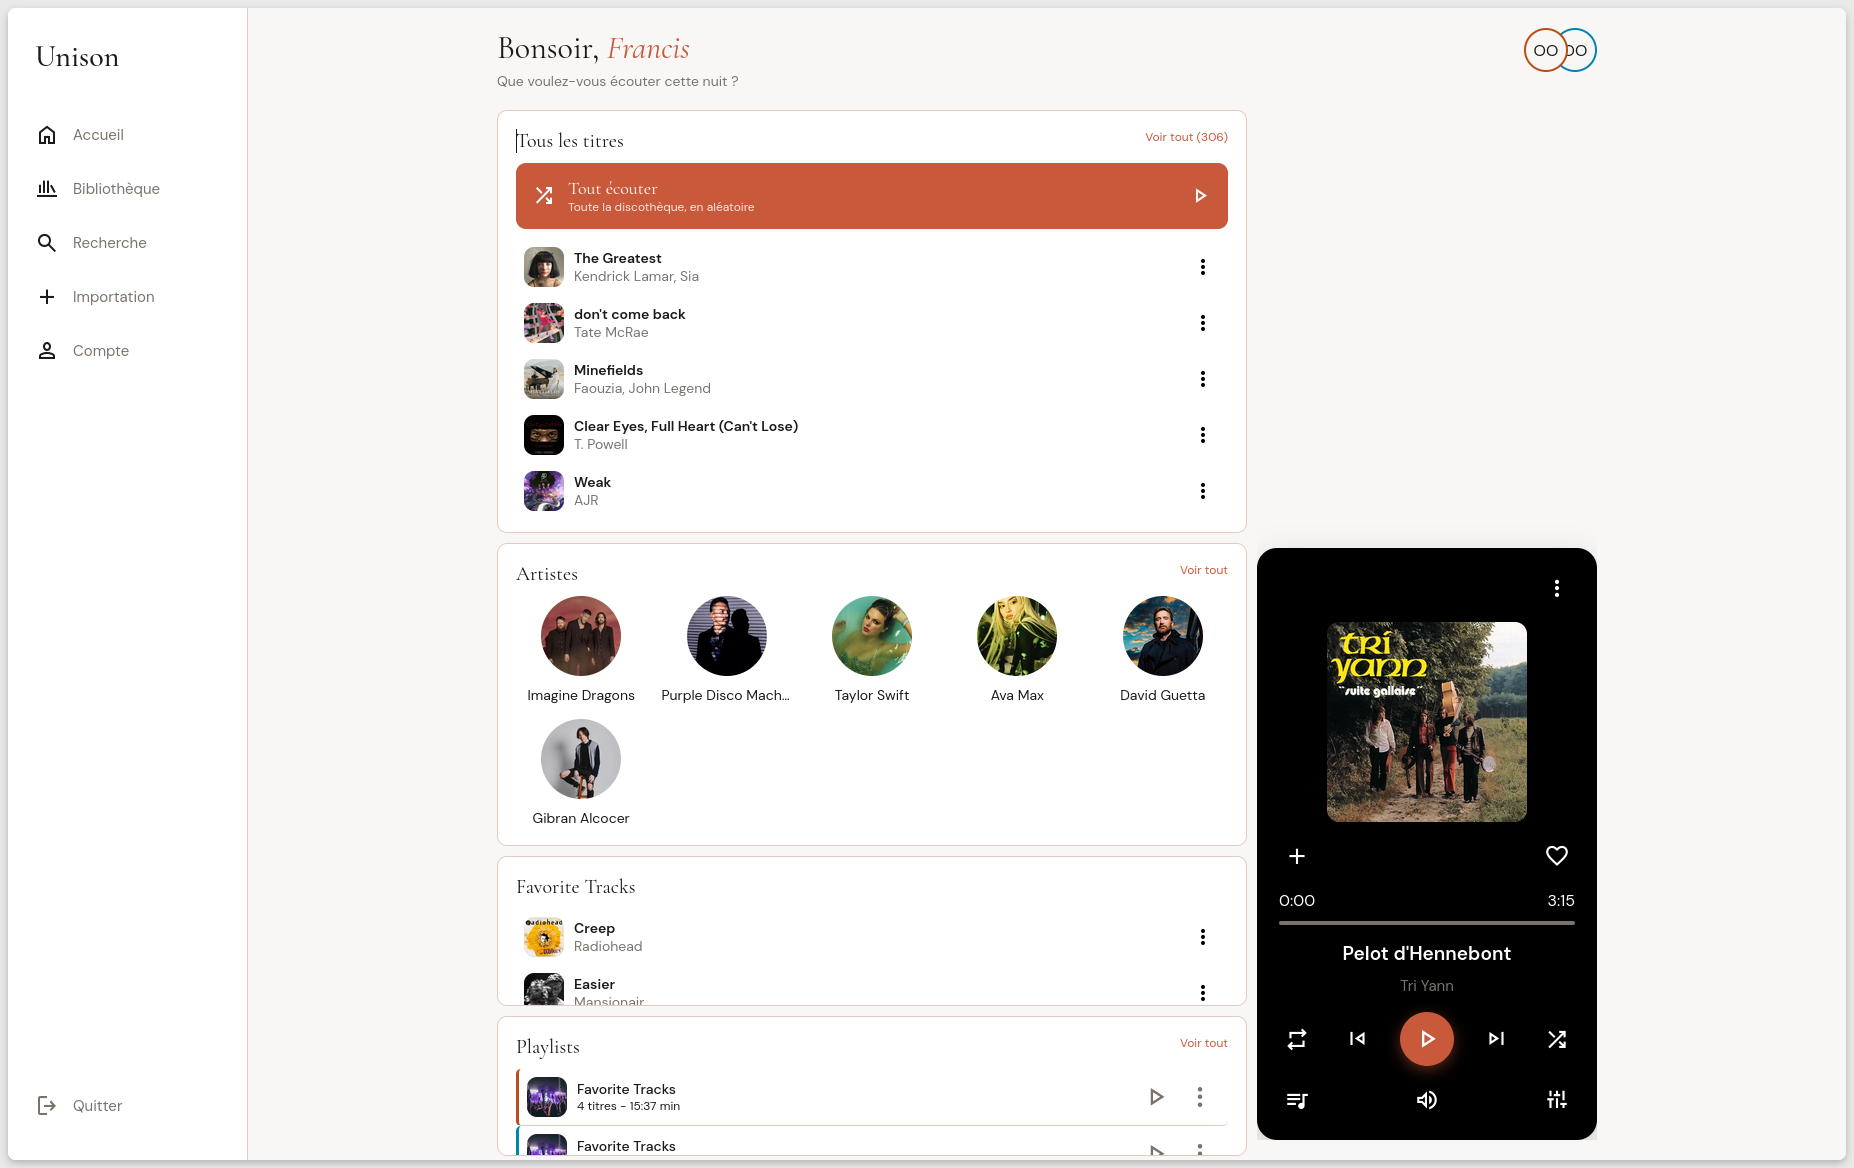 Unison
Accueil
Bibliothèque
Recherche
Importation
Compte
Quitter
Bonsoir, Francis
Que voulez-vous écouter cette nuit ?
OO
OO
Tous les titres
Voir tout (306)
Tout écouter
Toute la discothèque, en aléatoire
The Greatest
Kendrick Lamar, Sia
don't come back
Tate McRae
Minefields
Faouzia, John Legend
Clear Eyes, Full Heart (Can't Lose)
T. Powell
Weak
AJR
Artistes
Voir tout
Imagine Dragons
Purple Disco Mach...
Taylor Swift
Ava Max
David Guetta
Gibran Alcocer
Favorite Tracks
Creep
Radiohead
Easier
Mansionair
Playlists
Voir tout
Favorite Tracks
4 titres - 15:37 min
Favorite Tracks
tri
yann
"suite gallaise"
0:00
3:15
Pelot d'Hennebont
Tri Yann